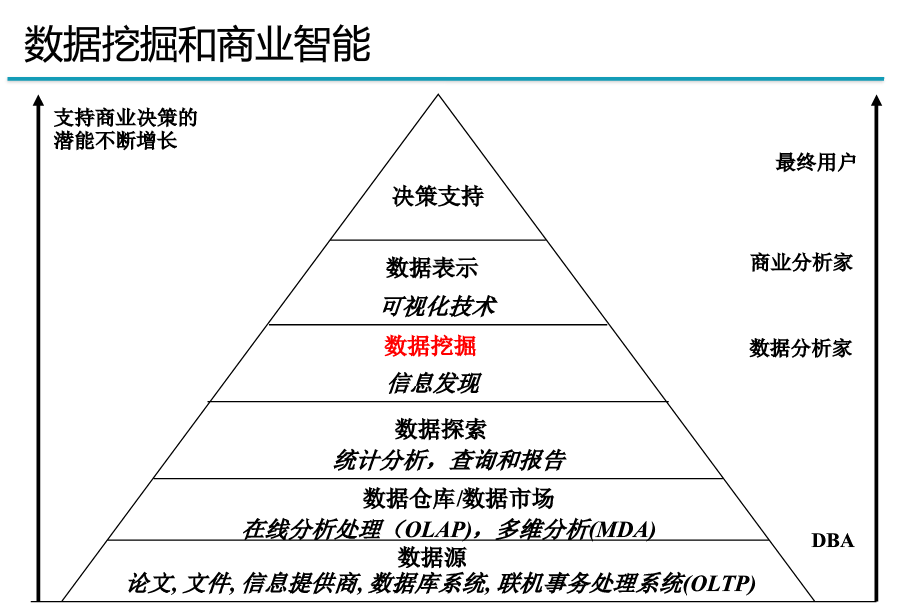 数据挖掘和商业智能
支持商业决策的
潜能不断增长
最终用户
决策支持
商业分析家
数据表示
可视化技术
数据挖掘
数据分析家
信息发现
数据探索
统计分析，查询和报告
数据仓库/数据市场
在线分析处理（OLAP)，多维分析(MDA)
DBA
数据源
论文, 文件, 信息提供商, 数据库系统, 联机事务处理系统(OLTP)